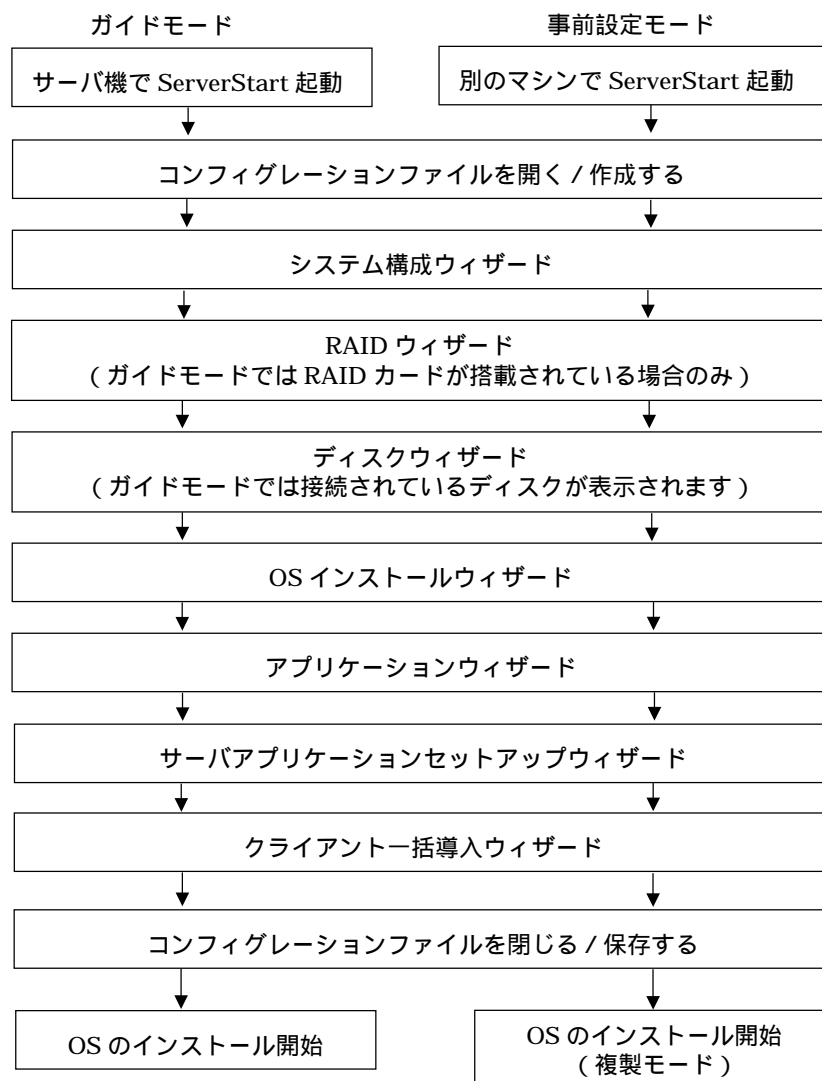 ガイドモード
事前設定モード
サーバ機で ServerStart 起動
別のマシンで ServerStart 起動
コンフィグレーションファイルを開く / 作成する
システム構成ウィザード
RAID ウィザード
( ガイドモードでは RAID カードが搭載されている場合のみ )
ディスクウィザード
( ガイドモードでは接続されているディスクが表示されます )
OS インストールウィザード
アプリケーションウィザード
サーバアプリケーションセットアップウィザード
クライアント一括導入ウィザード
コンフィグレーションファイルを閉じる / 保存する
OS のインストール開始
OS のインストール開始
( 複製モード )